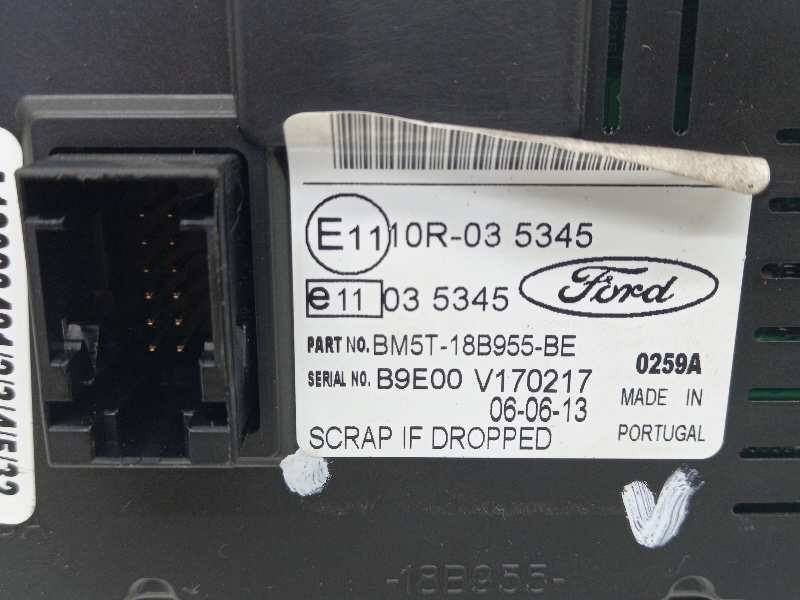 E11 10R-03 5345
e11 03 5345 Ford
PART NO. BM5T-18B955-BE
0259A
SERIAL NO. B9E00 V170217
06-06-13
MADE IN
PORTUGAL
SCRAP IF DROPPED
-18B955-